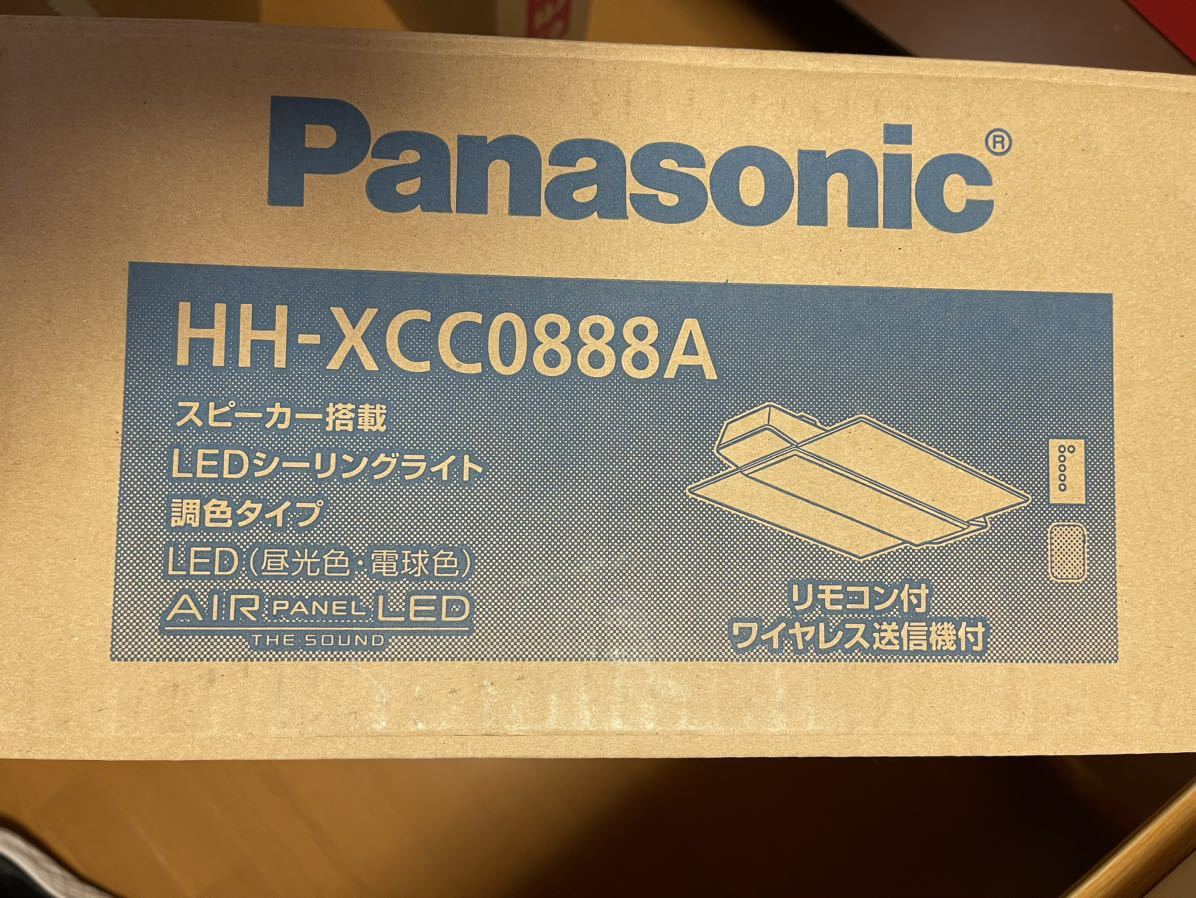 Panasonic®
HH-XCC0888A
スピーカー搭載
LEDシーリングライト
調色タイプ
LED(昼光色・電球色)
AIR PANEL LED
THE SOUND
リモコン付
ワイヤレス送信機付